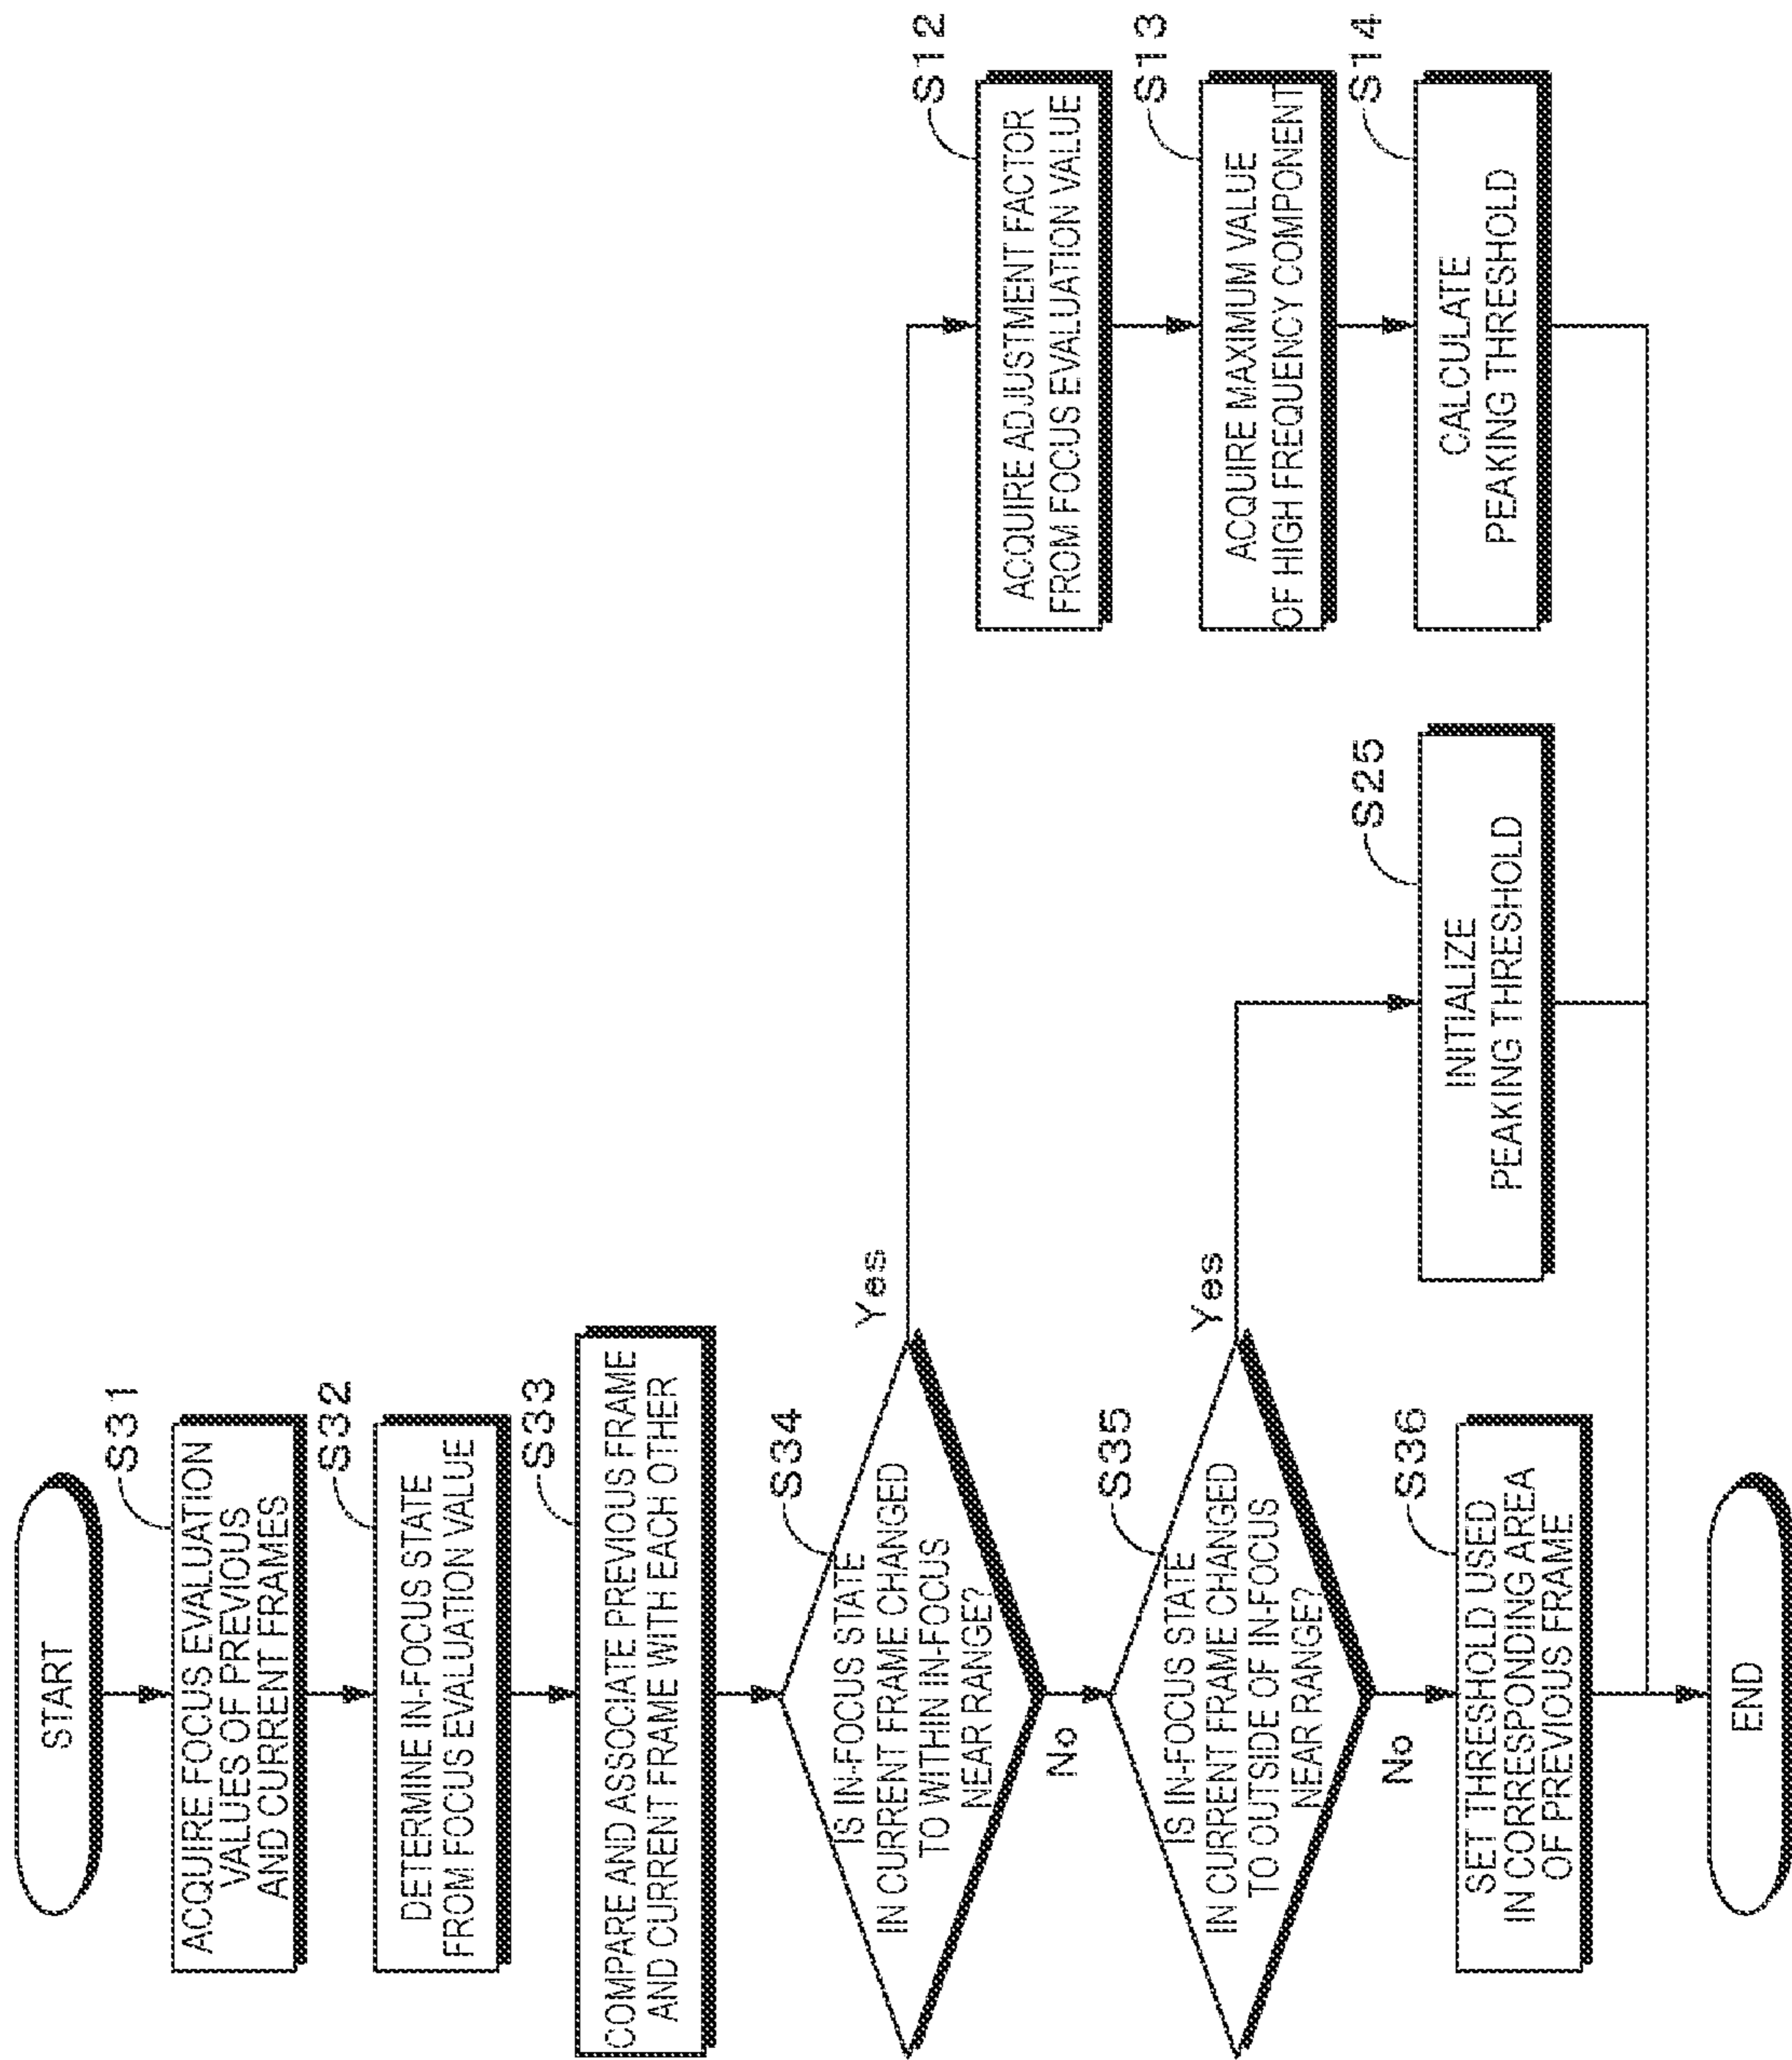 START
S31
ACQUIRE FOCUS EVALUATION
VALUES OF PREVIOUS
AND CURRENT FRAMES
S32
DETERMINE IN-FOCUS STATE
FROM FOCUS EVALUATION VALUE
S33
COMPARE AND ASSOCIATE PREVIOUS FRAME
AND CURRENT FRAME WITH EACH OTHER
S34
IS IN-FOCUS STATE
IN CURRENT FRAME CHANGED
TO WITHIN IN-FOCUS
NEAR RANGE?
Yes
No
S12
ACQUIRE ADJUSTMENT FACTOR
FROM FOCUS EVALUATION VALUE
S13
ACQUIRE MAXIMUM VALUE
OF HIGH FREQUENCY COMPONENT
S14
CALCULATE
PEAKING THRESHOLD
S35
IS IN-FOCUS STATE
IN CURRENT FRAME CHANGED
TO OUTSIDE OF IN-FOCUS
NEAR RANGE?
Yes
No
S25
INITIALIZE
PEAKING THRESHOLD
S36
SET THRESHOLD USED
IN CORRESPONDING AREA
OF PREVIOUS FRAME
END